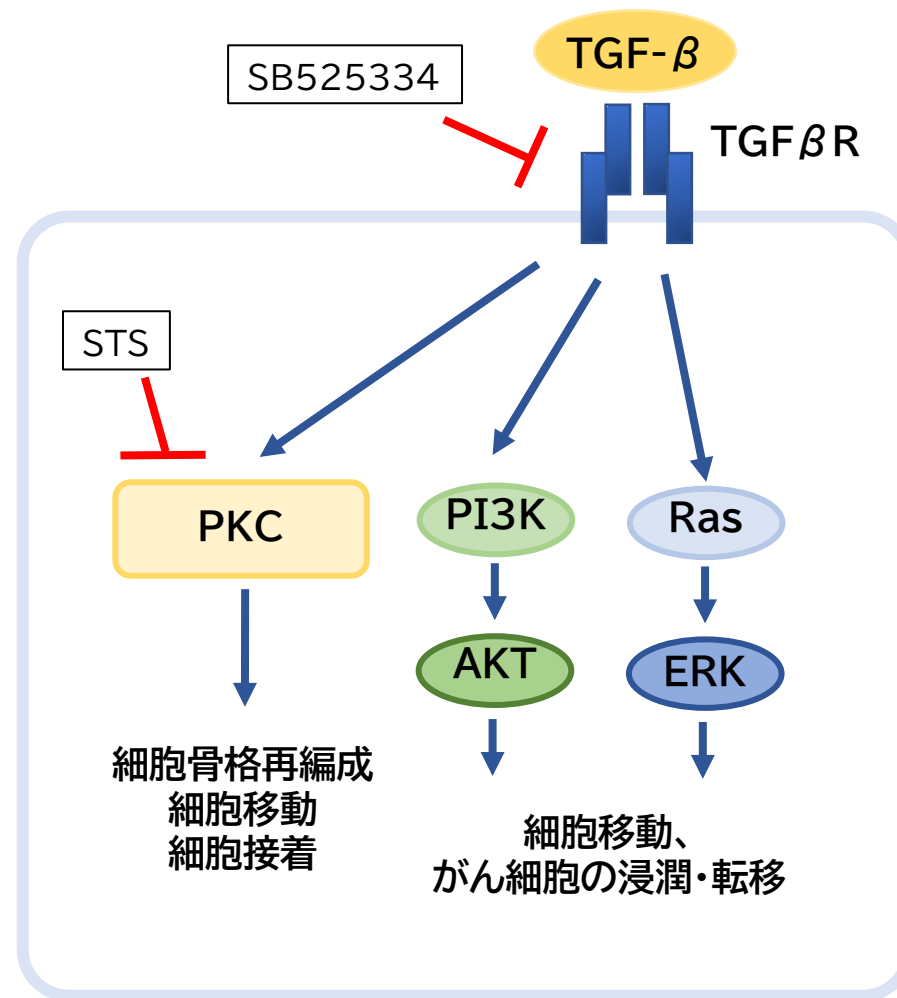 TGF-β
SB525334
TGFβR
STS
PKC
PI3K
Ras
AKT
ERK
細胞骨格再編成
細胞移動
細胞接着
細胞移動、
がん細胞の浸潤・転移